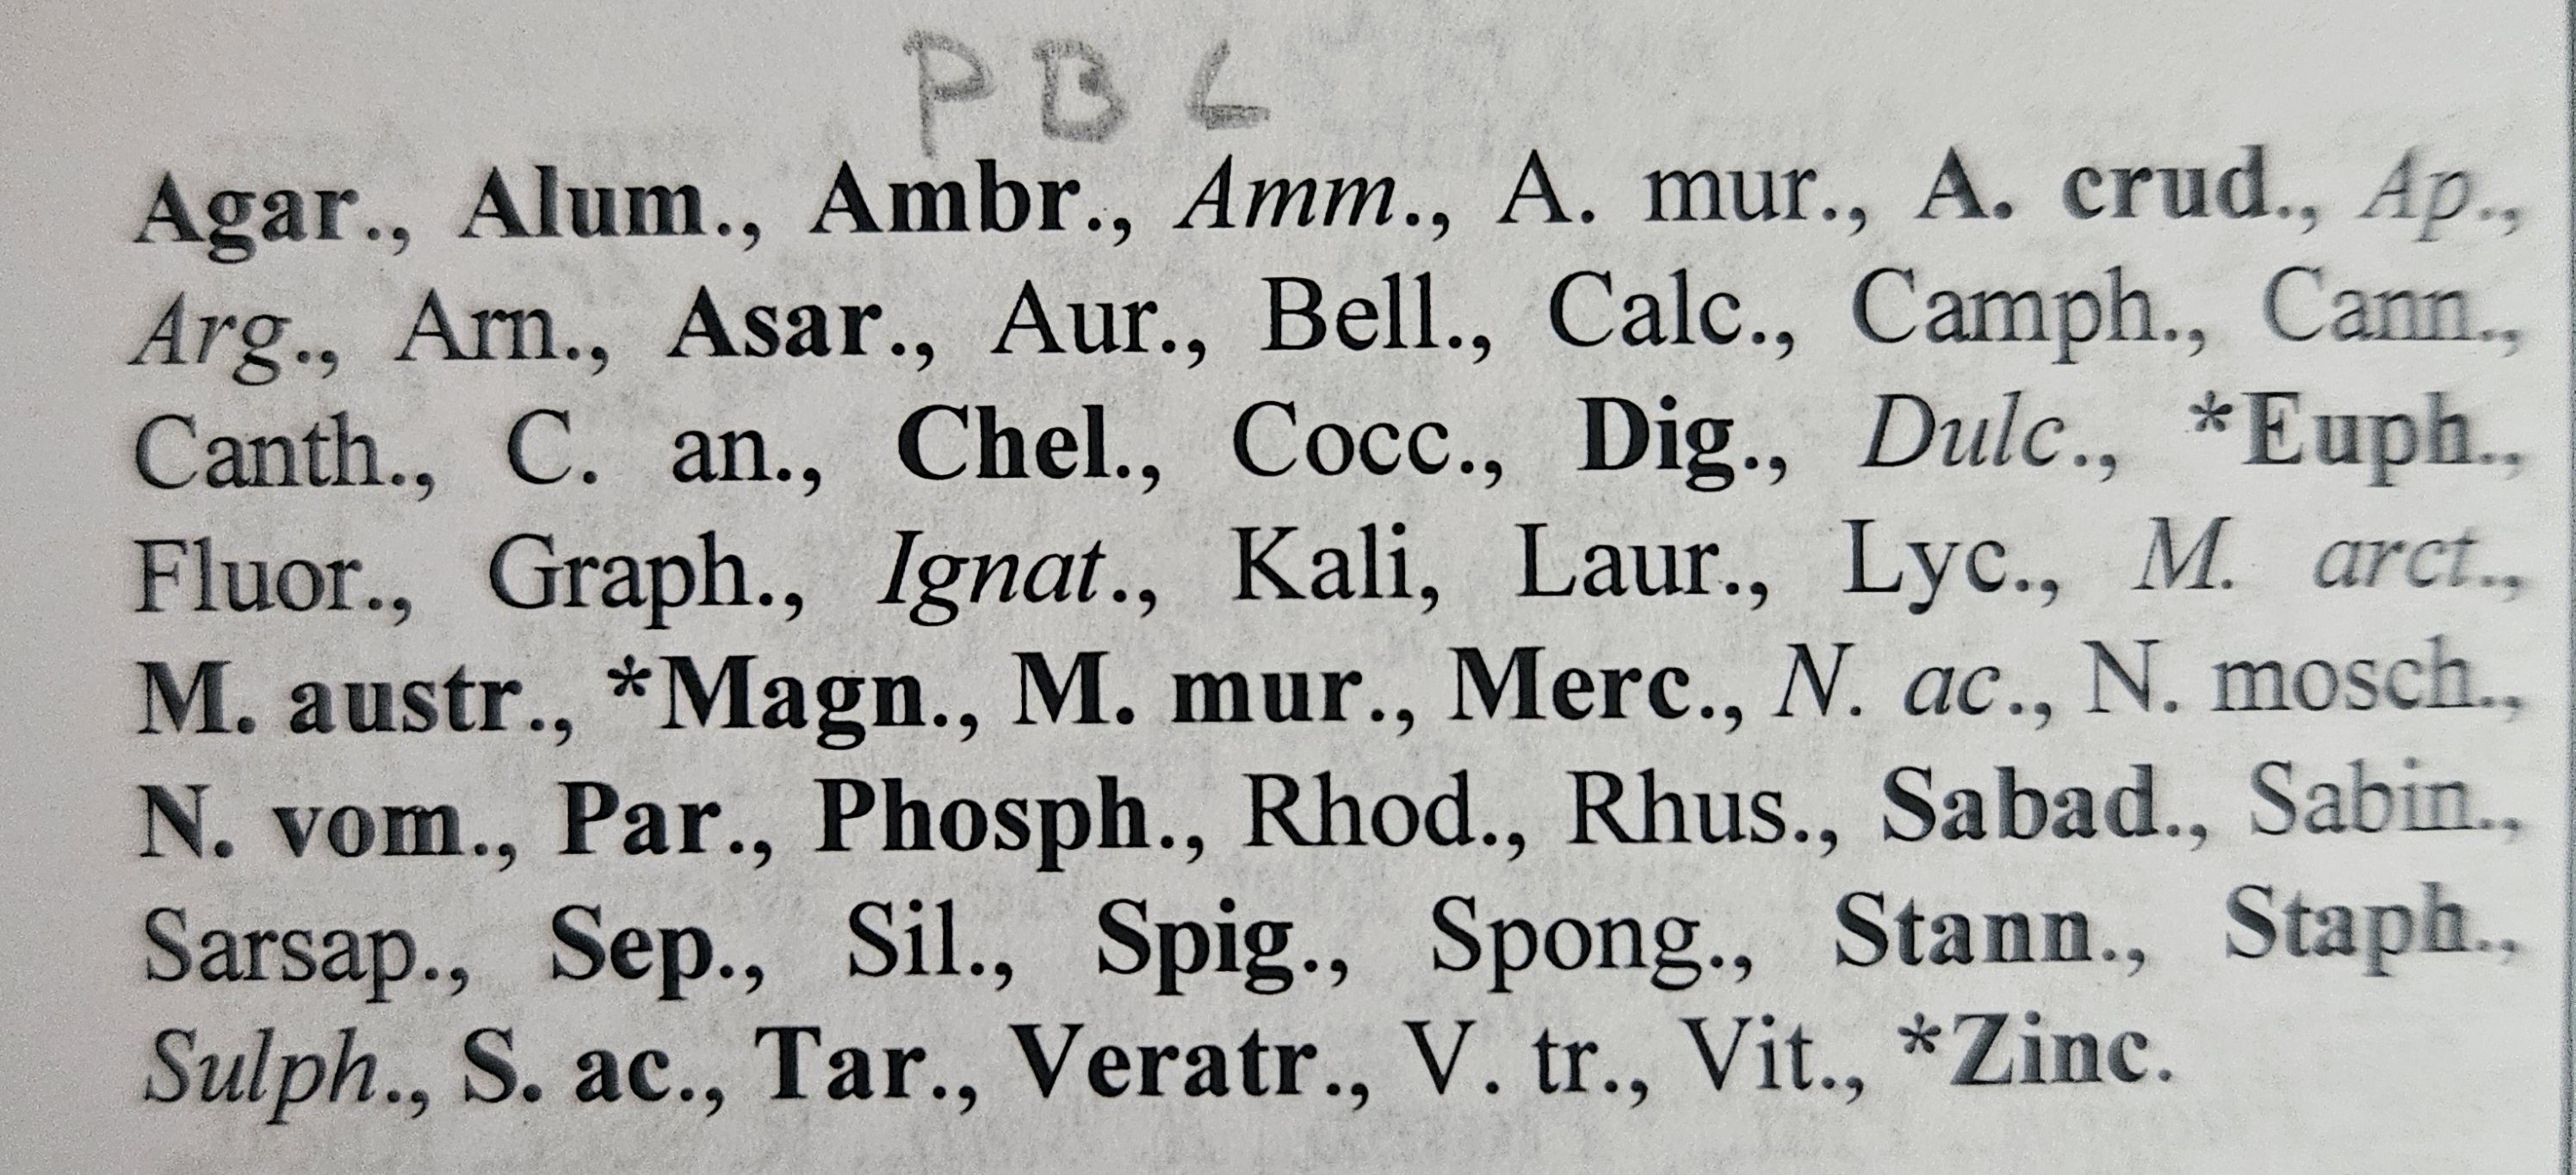 PBL
Agar., Alum., Ambr., Amm., A. mur., A. crud., Ap.,
Arg., Arn., Asar., Aur., Bell., Calc., Camph., Cann.,
Canth., C. an., Chel., Cocc., Dig., Dulc., *Euph.,
Fluor., Graph., Ignat., Kali, Laur., Lyc., M. arct.,
M. austr., *Magn., M. mur., Merc., N. ac., N. mosch.,
N. vom., Par., Phosph., Rhod., Rhus., Sabad., Sabin.,
Sarsap., Sep., Sil., Spig., Spong., Stann., Staph.,
Sulph., S. ac., Tar., Veratr., V. tr., Vit., *Zinc.